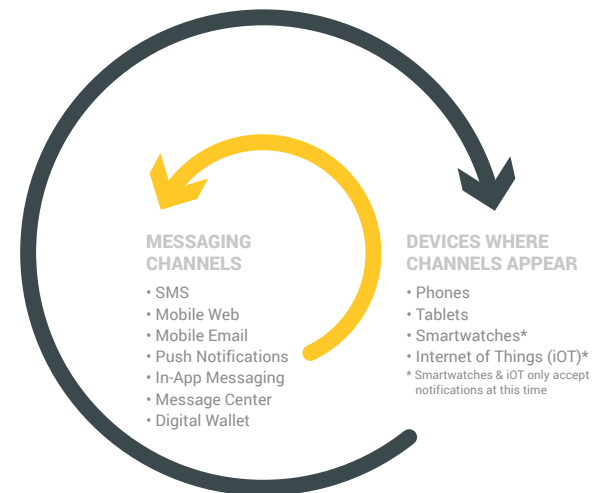 MESSAGING
CHANNELS
• SMS
• Mobile Web
• Mobile Email
• Push Notifications
• In-App Messaging
• Message Center
• Digital Wallet
DEVICES WHERE
CHANNELS APPEAR
• Phones
• Tablets
• Smartwatches*
• Internet of Things (iOT)*
* Smartwatches & iOT only accept
notifications at this time